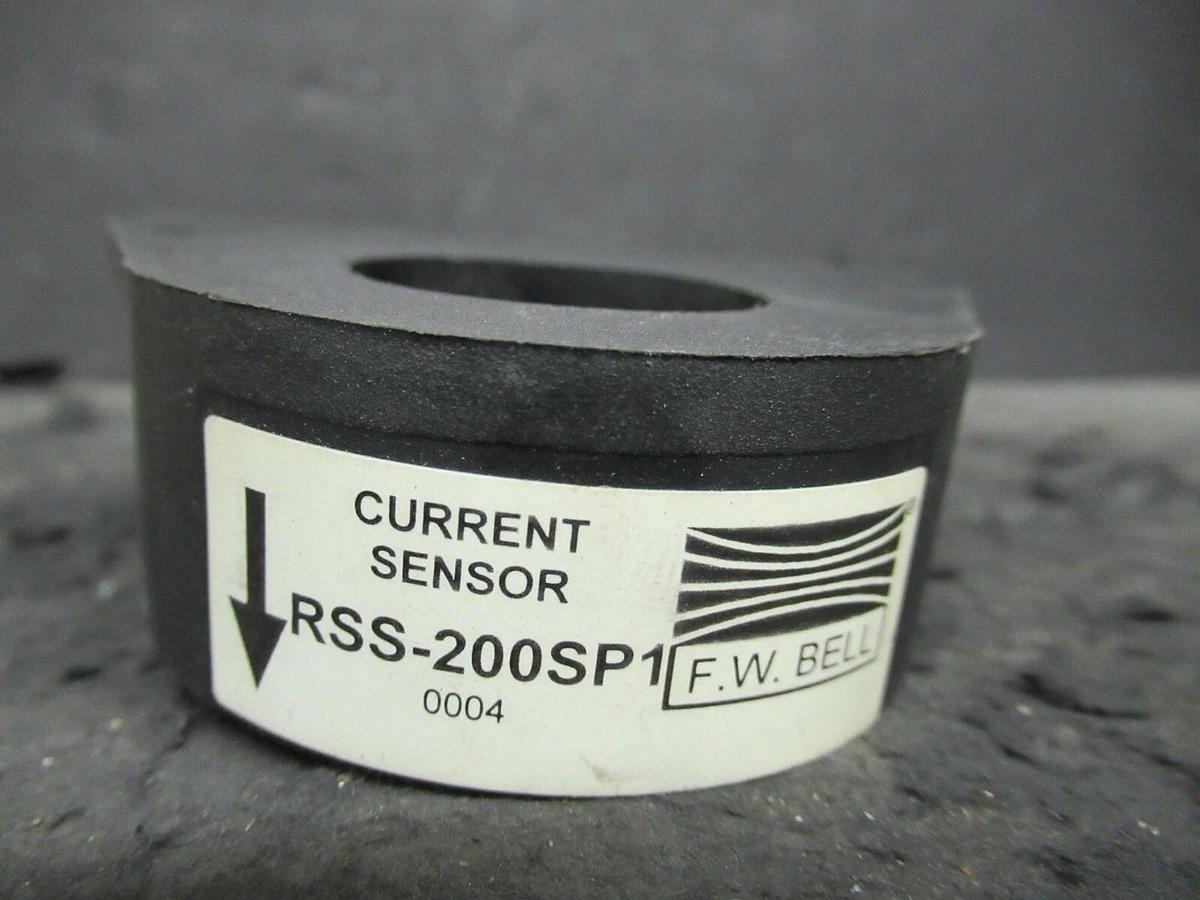 CURRENT
SENSOR
RSS-200SP1
0004
F.W. BELL